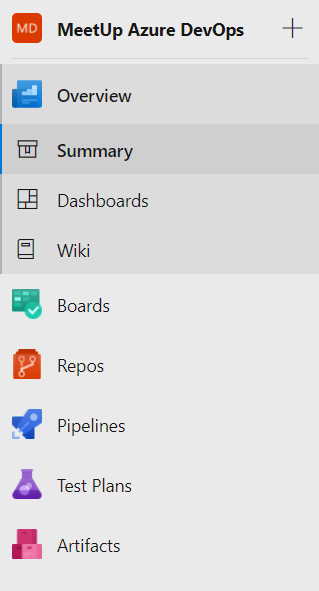 MD MeetUp Azure DevOps
Overview
Summary
Dashboards
Wiki
Boards
Repos
Pipelines
Test Plans
Artifacts